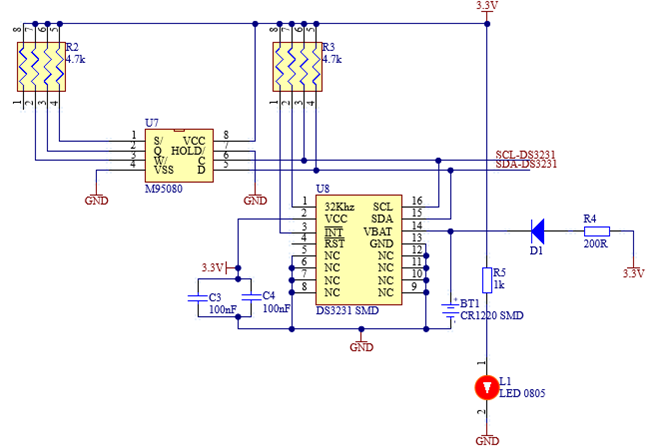 3.3V
8 7 6 5
R2
4.7k
1 2 3 4
8 7 6 5
R3
4.7k
1 2 3 4
U7
1 S/ VCC 8
2 Q HOLD/ 7
3 W/ C 6
4 VSS D 5
M95080
GND
GND
SCL-DS3231
SDA-DS3231
U8
1 32Khz SCL 16
2 VCC SDA 15
3 INT VBAT 14
4 RST GND 13
5 NC NC 12
6 NC NC 11
7 NC NC 10
8 NC NC 9
DS3231 SMD
3.3V
C3
100nF
C4
100nF
GND
BT1
CR1220 SMD
D1
R4
200R
3.3V
R5
1k
1
L1
LED 0805
2
GND